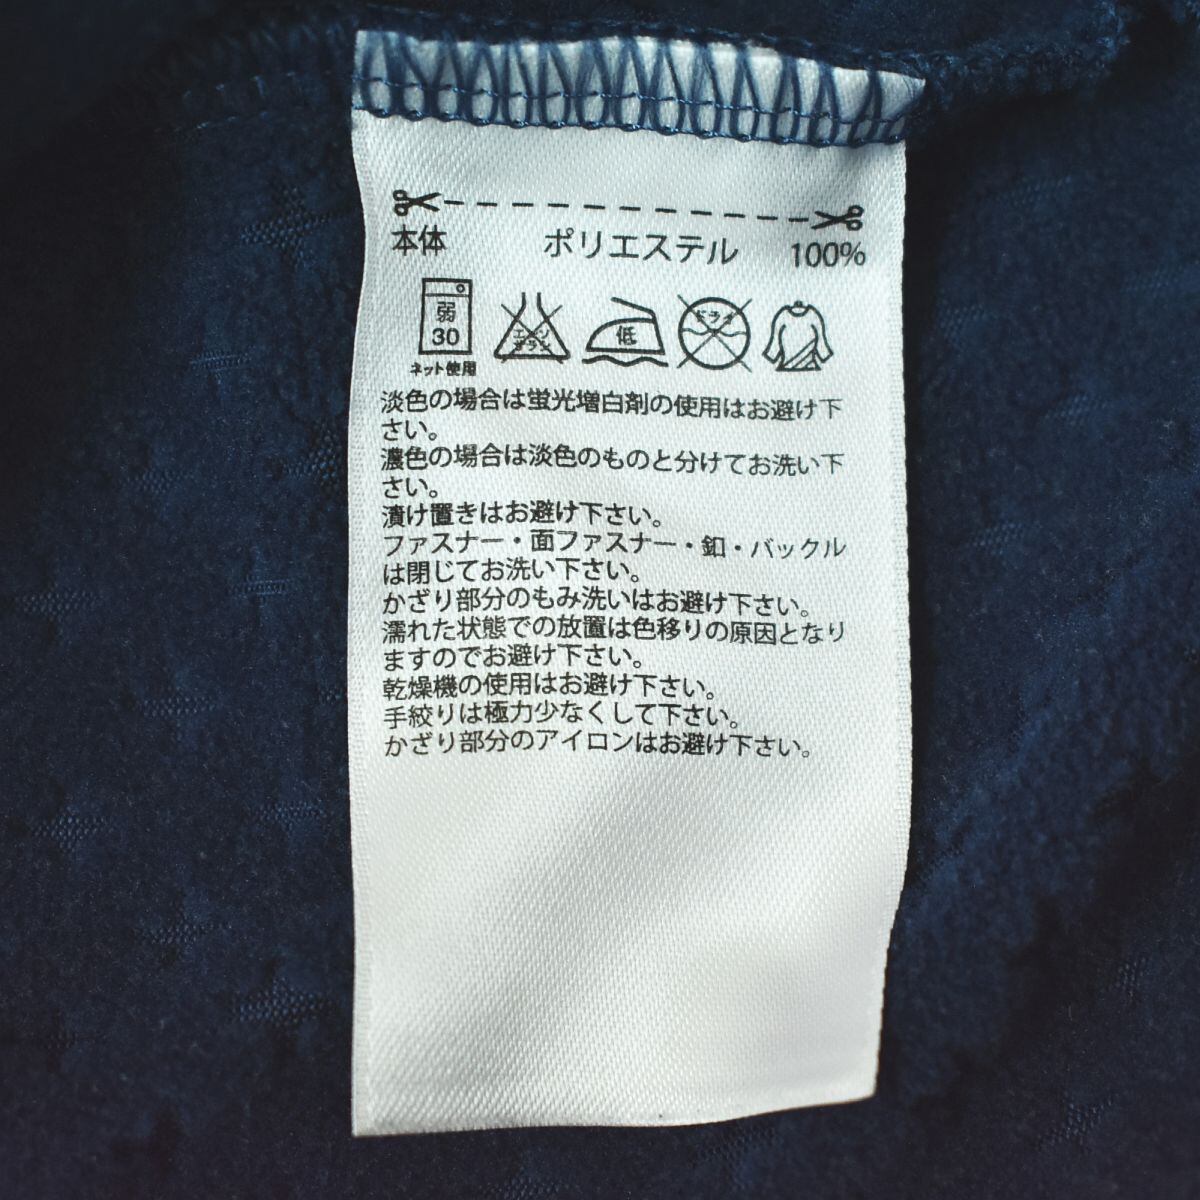 本体 ポリエステル 100%
弱
30
ネット使用
エンソ
サラシ
低
ドライ
淡色の場合は蛍光増白剤の使用はお避け下
さい。
濃色の場合は淡色のものと分けてお洗い下
さい。
漬け置きはお避け下さい。
ファスナー・面ファスナー・釦・バックル
は閉じてお洗い下さい。
かざり部分のもみ洗いはお避け下さい。
濡れた状態での放置は色移りの原因となり
ますのでお避け下さい。
乾燥機の使用はお避け下さい。
手絞りは極力少なくして下さい。
かざり部分のアイロンはお避け下さい。